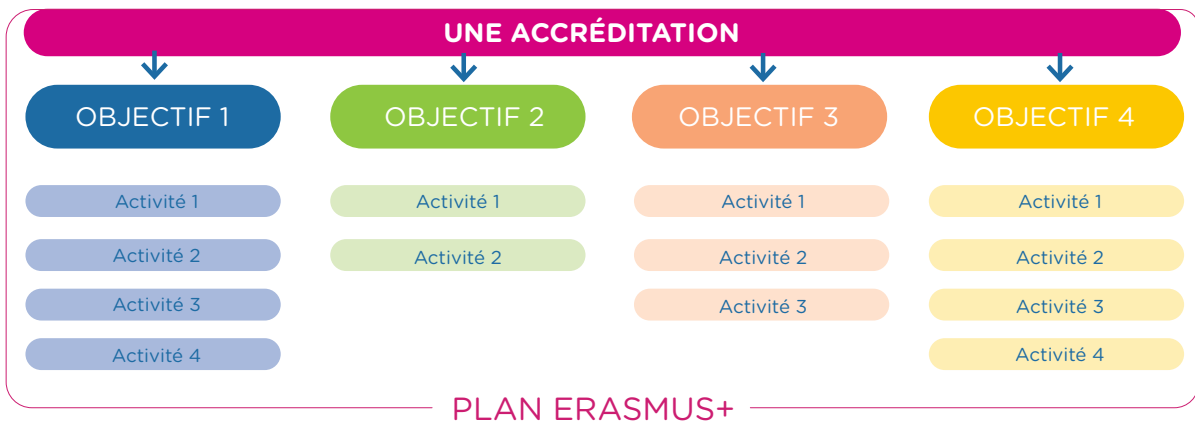 UNE ACCRÉDITATION
OBJECTIF 1
OBJECTIF 2
OBJECTIF 3
OBJECTIF 4
Activité 1
Activité 1
Activité 1
Activité 1
Activité 2
Activité 2
Activité 2
Activité 2
Activité 3
Activité 3
Activité 3
Activité 4
Activité 4
PLAN ERASMUS+